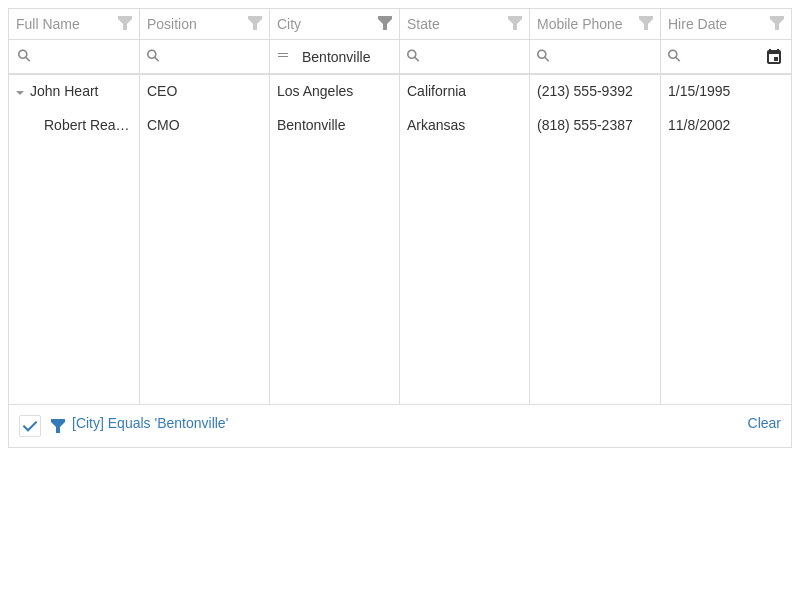 Full Name Position City State Mobile Phone Hire Date
Bentonville
John Heart CEO Los Angeles California (213) 555-9392 1/15/1995
Robert Rea… CMO Bentonville Arkansas (818) 555-2387 11/8/2002
[City] Equals 'Bentonville' Clear